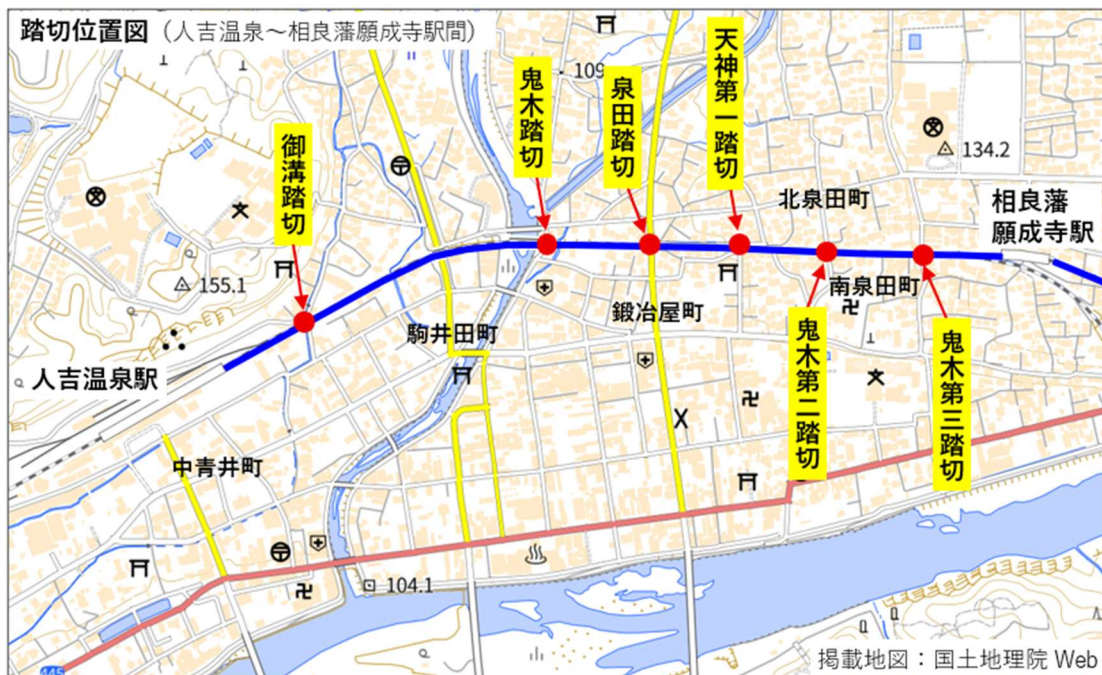 踏切位置図（人吉温泉～相良藩願成寺駅間）
109
御溝踏切
鬼木踏切
泉田踏切
天神第一踏切
134.2
北泉田町
相良藩
願成寺駅
155.1
南泉田町
鍛冶屋町
駒井田町
人吉温泉駅
鬼木第二踏切
鬼木第三踏切
中青井町
104.1
445
掲載地図：国土地理院 Web